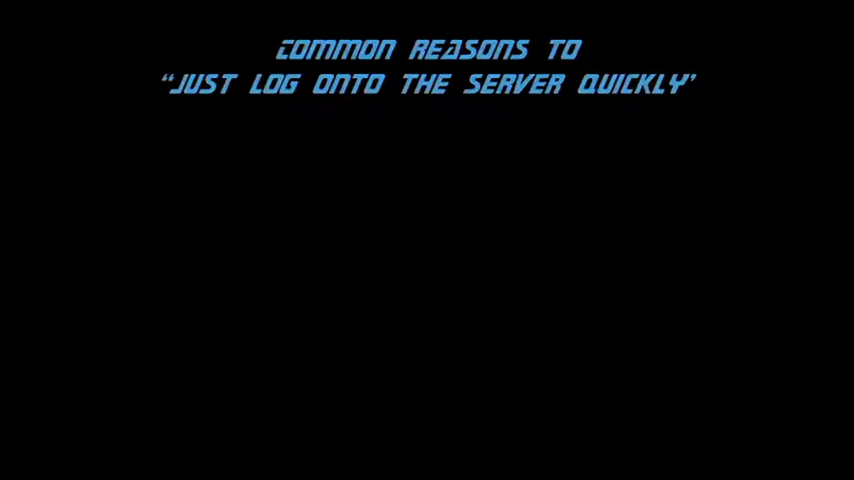 COMMON REASONS TO
“JUST LOG ONTO THE SERVER QUICKLY”